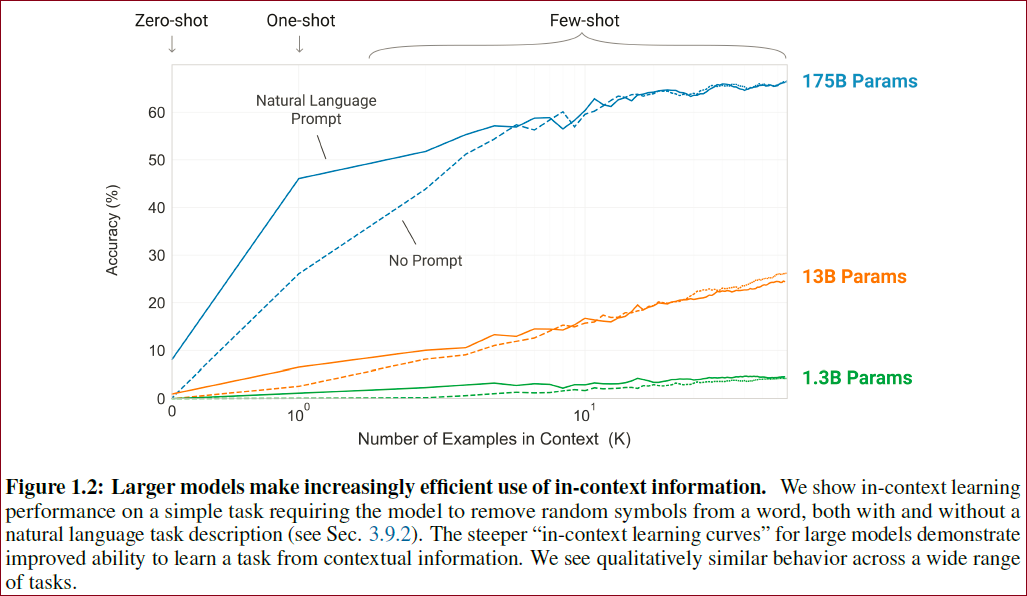 Zero-shot One-shot Few-shot
175B Params
Natural Language
Prompt
No Prompt
13B Params
1.3B Params
Accuracy (%)
60
50
40
30
20
10
0
0 10⁰ 10¹
Number of Examples in Context (K)
Figure 1.2: Larger models make increasingly efficient use of in-context information. We show in-context learning
performance on a simple task requiring the model to remove random symbols from a word, both with and without a
natural language task description (see Sec. 3.9.2). The steeper “in-context learning curves” for large models demonstrate
improved ability to learn a task from contextual information. We see qualitatively similar behavior across a wide range
of tasks.